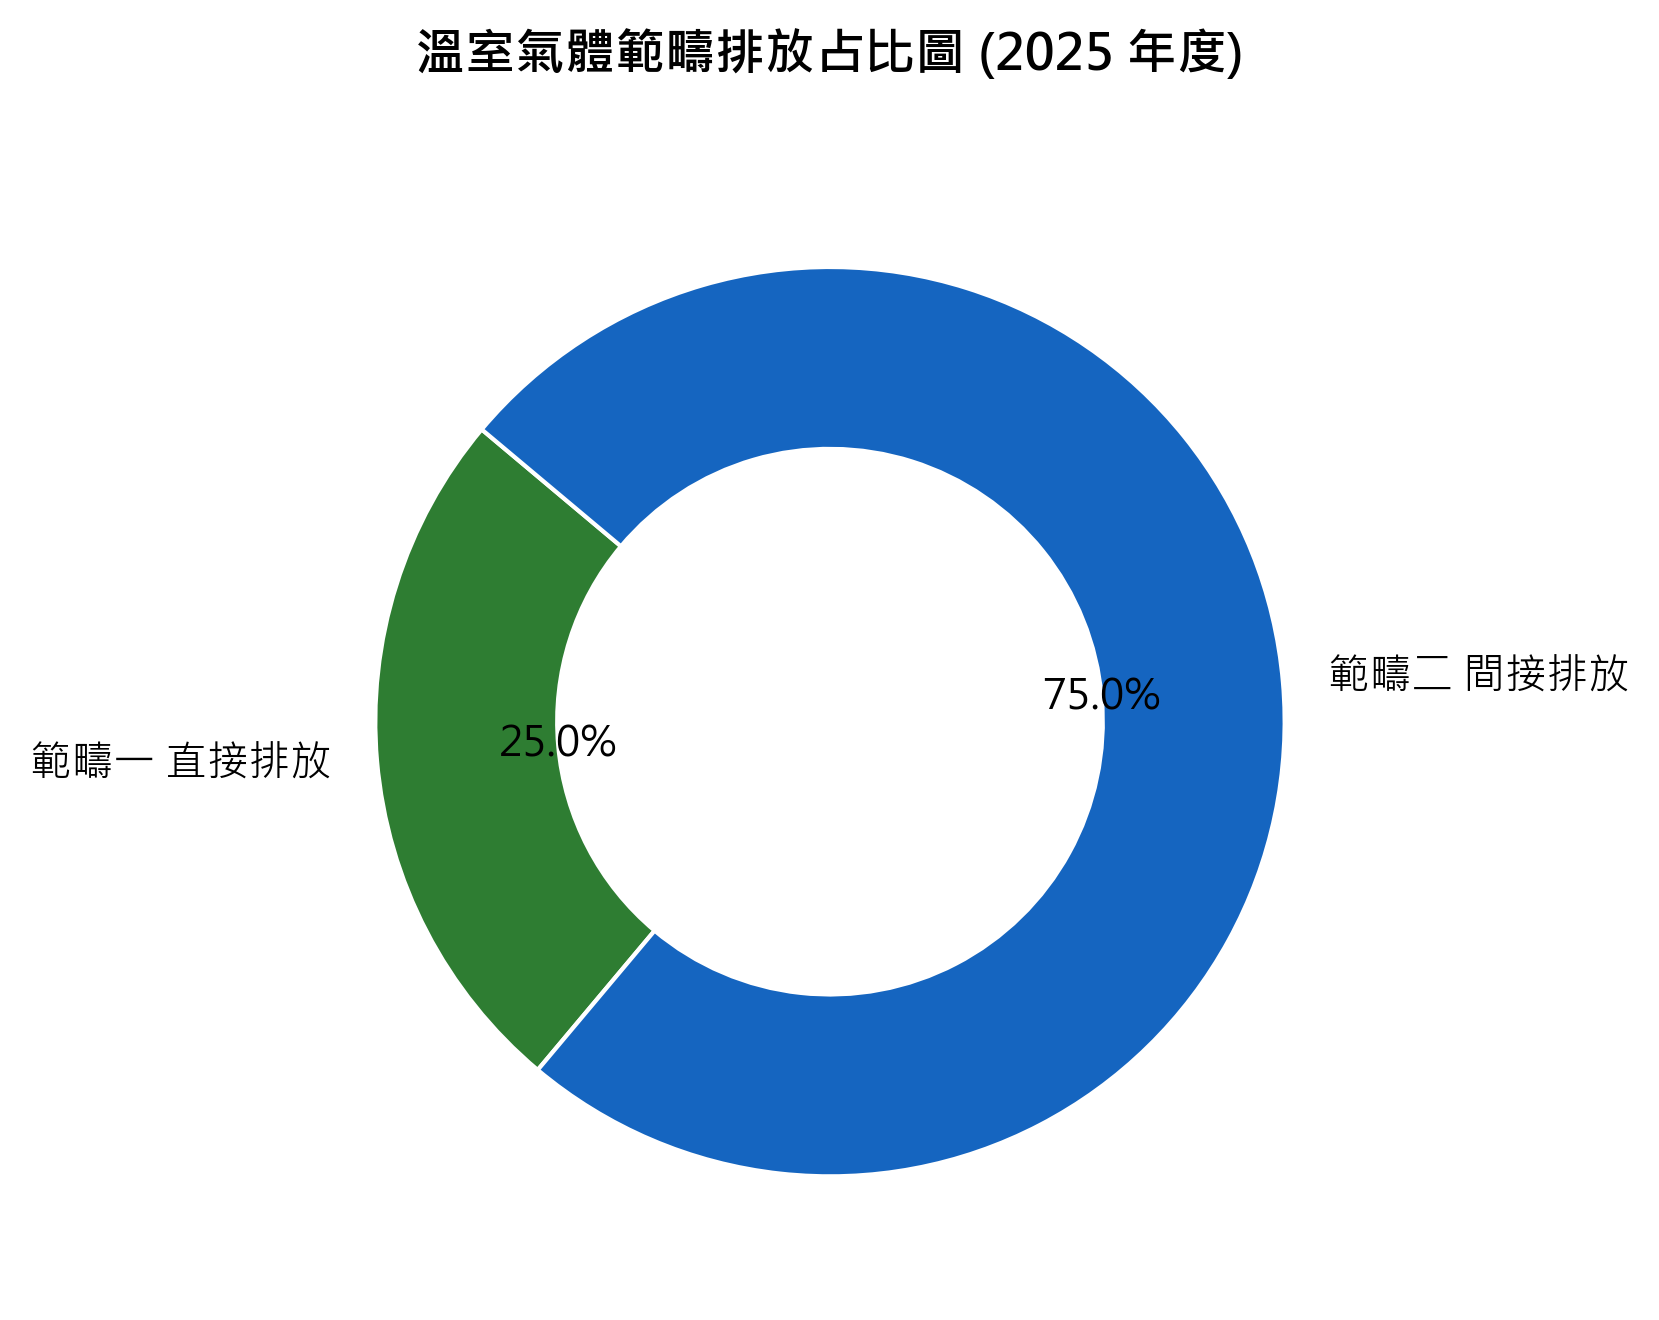 溫室氣體範疇排放占比圖 (2025 年度)
範疇二 間接排放
75.0%
25.0%
範疇一 直接排放